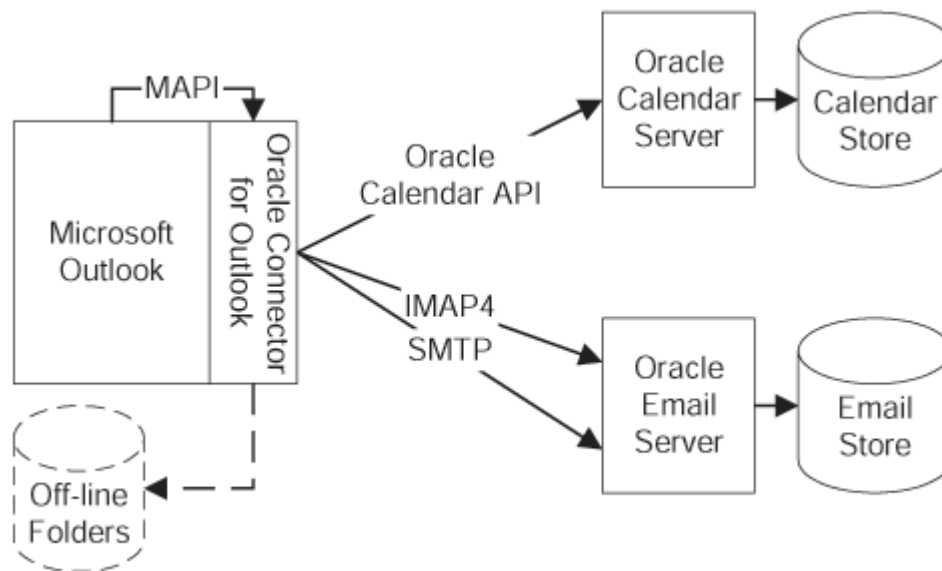 MAPI
Microsoft
Outlook
Oracle Connector
for Outlook
Off-line
Folders
Oracle
Calendar API
IMAP4
SMTP
Oracle
Calendar
Server
Calendar
Store
Oracle
Email
Server
Email
Store